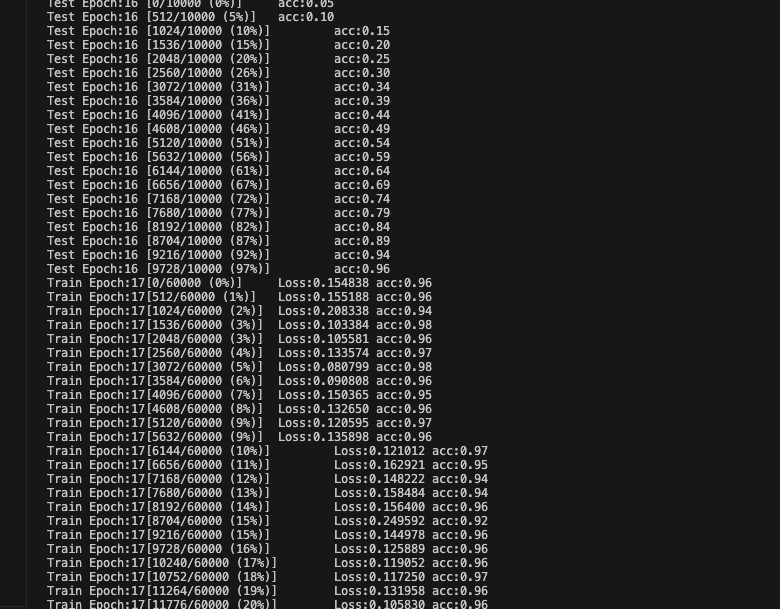 Test Epoch:16 [0/10000 (0%)] acc:0.05
Test Epoch:16 [512/10000 (5%)] acc:0.10
Test Epoch:16 [1024/10000 (10%)] acc:0.15
Test Epoch:16 [1536/10000 (15%)] acc:0.20
Test Epoch:16 [2048/10000 (20%)] acc:0.25
Test Epoch:16 [2560/10000 (26%)] acc:0.30
Test Epoch:16 [3072/10000 (31%)] acc:0.34
Test Epoch:16 [3584/10000 (36%)] acc:0.39
Test Epoch:16 [4096/10000 (41%)] acc:0.44
Test Epoch:16 [4608/10000 (46%)] acc:0.49
Test Epoch:16 [5120/10000 (51%)] acc:0.54
Test Epoch:16 [5632/10000 (56%)] acc:0.59
Test Epoch:16 [6144/10000 (61%)] acc:0.64
Test Epoch:16 [6656/10000 (67%)] acc:0.69
Test Epoch:16 [7168/10000 (72%)] acc:0.74
Test Epoch:16 [7680/10000 (77%)] acc:0.79
Test Epoch:16 [8192/10000 (82%)] acc:0.84
Test Epoch:16 [8704/10000 (87%)] acc:0.89
Test Epoch:16 [9216/10000 (92%)] acc:0.94
Test Epoch:16 [9728/10000 (97%)] acc:0.96
Train Epoch:17[0/60000 (0%)] Loss:0.154838 acc:0.96
Train Epoch:17[512/60000 (1%)] Loss:0.155188 acc:0.96
Train Epoch:17[1024/60000 (2%)] Loss:0.208338 acc:0.94
Train Epoch:17[1536/60000 (3%)] Loss:0.103384 acc:0.98
Train Epoch:17[2048/60000 (3%)] Loss:0.105581 acc:0.96
Train Epoch:17[2560/60000 (4%)] Loss:0.133574 acc:0.97
Train Epoch:17[3072/60000 (5%)] Loss:0.080799 acc:0.98
Train Epoch:17[3584/60000 (6%)] Loss:0.090808 acc:0.96
Train Epoch:17[4096/60000 (7%)] Loss:0.150365 acc:0.95
Train Epoch:17[4608/60000 (8%)] Loss:0.132650 acc:0.96
Train Epoch:17[5120/60000 (9%)] Loss:0.120595 acc:0.97
Train Epoch:17[5632/60000 (9%)] Loss:0.135898 acc:0.96
Train Epoch:17[6144/60000 (10%)] Loss:0.121012 acc:0.97
Train Epoch:17[6656/60000 (11%)] Loss:0.162921 acc:0.95
Train Epoch:17[7168/60000 (12%)] Loss:0.148222 acc:0.94
Train Epoch:17[7680/60000 (13%)] Loss:0.158484 acc:0.94
Train Epoch:17[8192/60000 (14%)] Loss:0.156400 acc:0.96
Train Epoch:17[8704/60000 (15%)] Loss:0.249592 acc:0.92
Train Epoch:17[9216/60000 (15%)] Loss:0.144978 acc:0.96
Train Epoch:17[9728/60000 (16%)] Loss:0.125889 acc:0.96
Train Epoch:17[10240/60000 (17%)] Loss:0.119052 acc:0.96
Train Epoch:17[10752/60000 (18%)] Loss:0.117250 acc:0.97
Train Epoch:17[11264/60000 (19%)] Loss:0.131958 acc:0.96
Train Epoch:17[11776/60000 (20%)] Loss:0.105830 acc:0.96